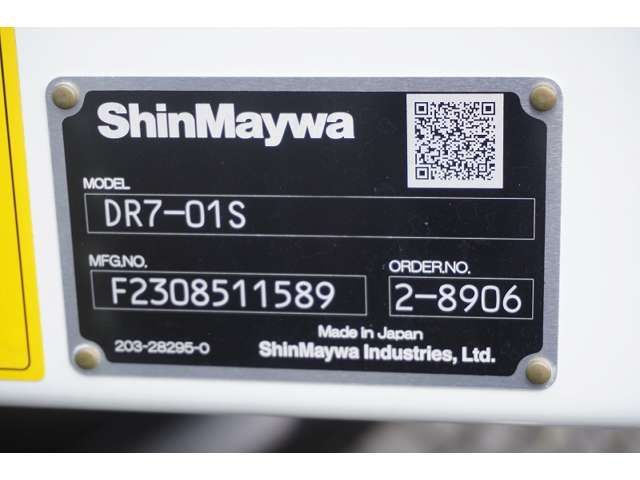 ShinMaywa
MODEL
DR7-01S
MFG.NO.
ORDER.NO.
F2308511589
2-8906
Made in Japan
203-28295-0
ShinMaywa Industries, Ltd.